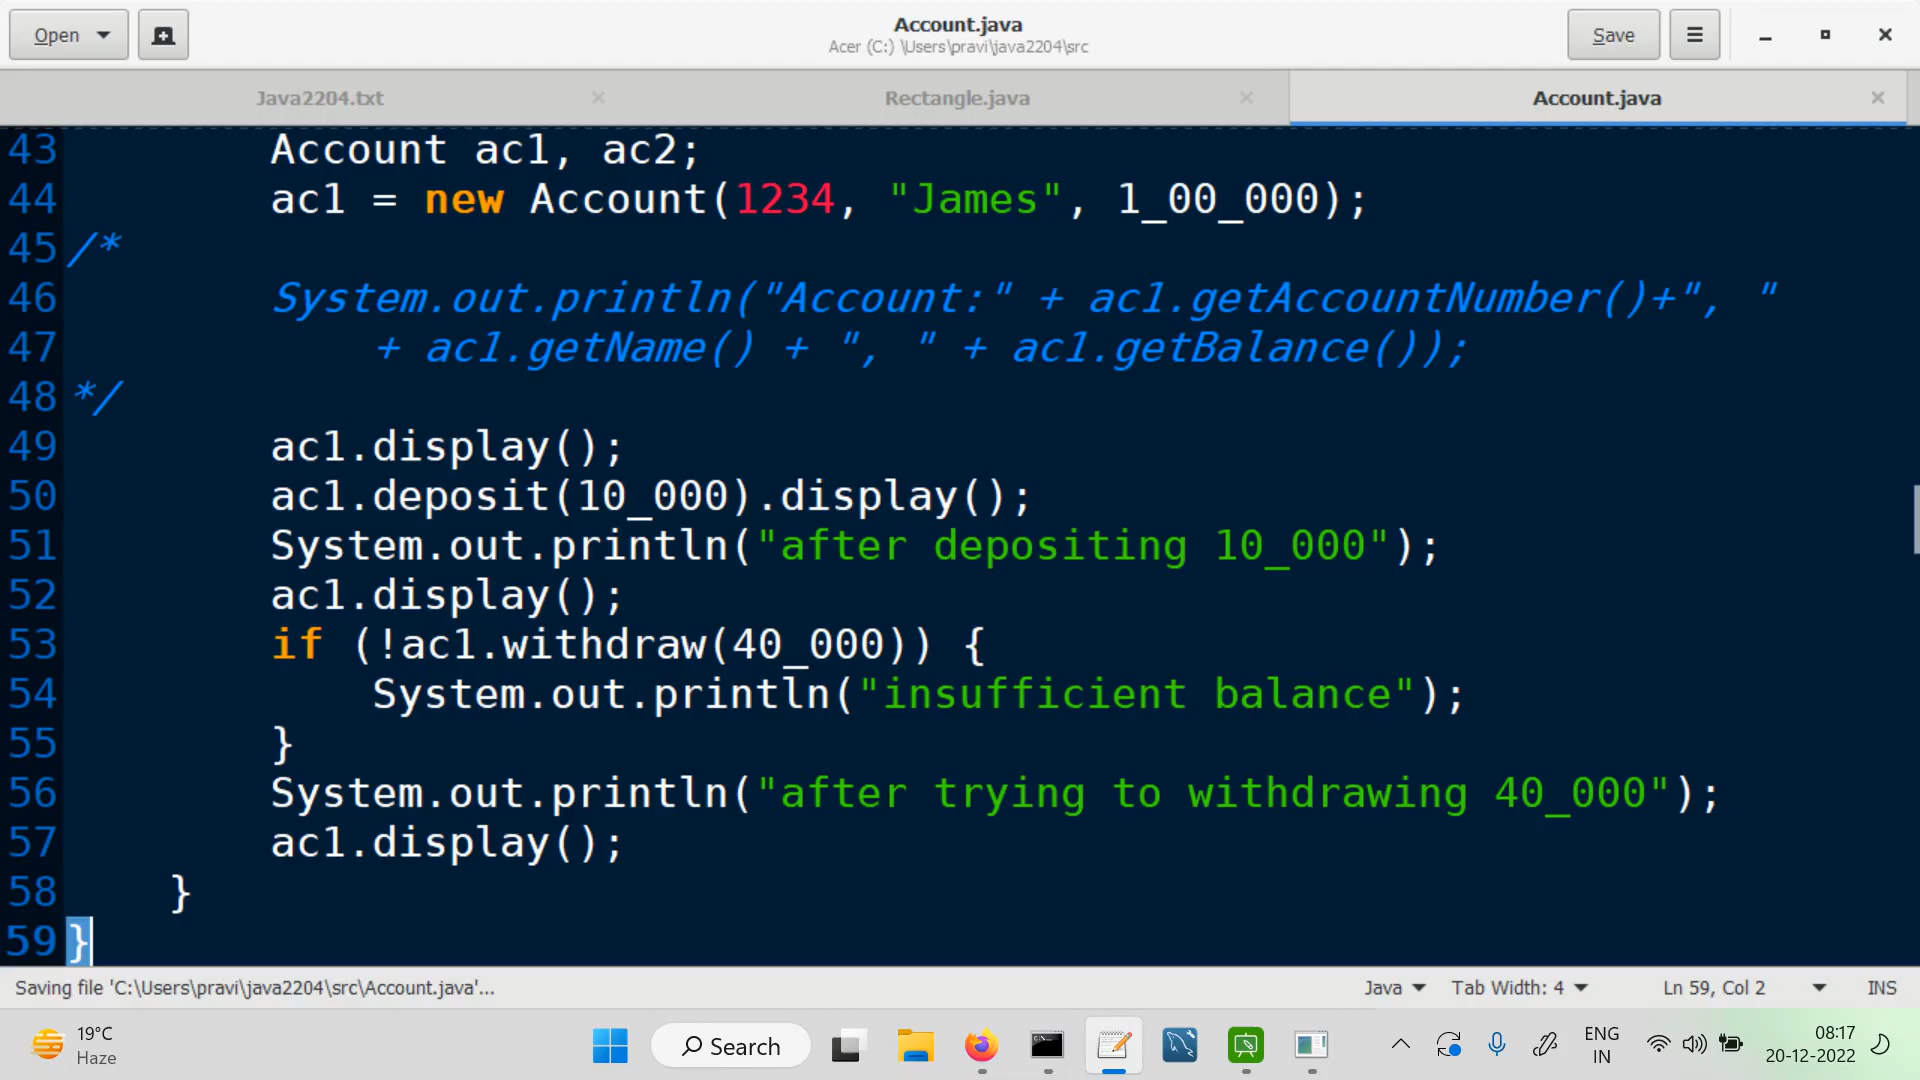 Open
Account.java
Acer (C:) \Users\pravi\java2204\src
Save
Java2204.txt
Rectangle.java
Account.java
43 Account ac1, ac2;
44 ac1 = new Account(1234, "James", 1_00_000);
45 /*
46 System.out.println("Account:" + ac1.getAccountNumber()+", "
47 + ac1.getName() + ", " + ac1.getBalance());
48 */
49 ac1.display();
50 ac1.deposit(10_000).display();
51 System.out.println("after depositing 10_000");
52 ac1.display();
53 if (!ac1.withdraw(40_000)) {
54 System.out.println("insufficient balance");
55 }
56 System.out.println("after trying to withdrawing 40_000");
57 ac1.display();
58 }
59 }
Saving file 'C:\Users\pravi\java2204\src\Account.java'...
Java
Tab Width: 4
Ln 59, Col 2
INS
19°C
Haze
Search
ENG
IN
08:17
20-12-2022